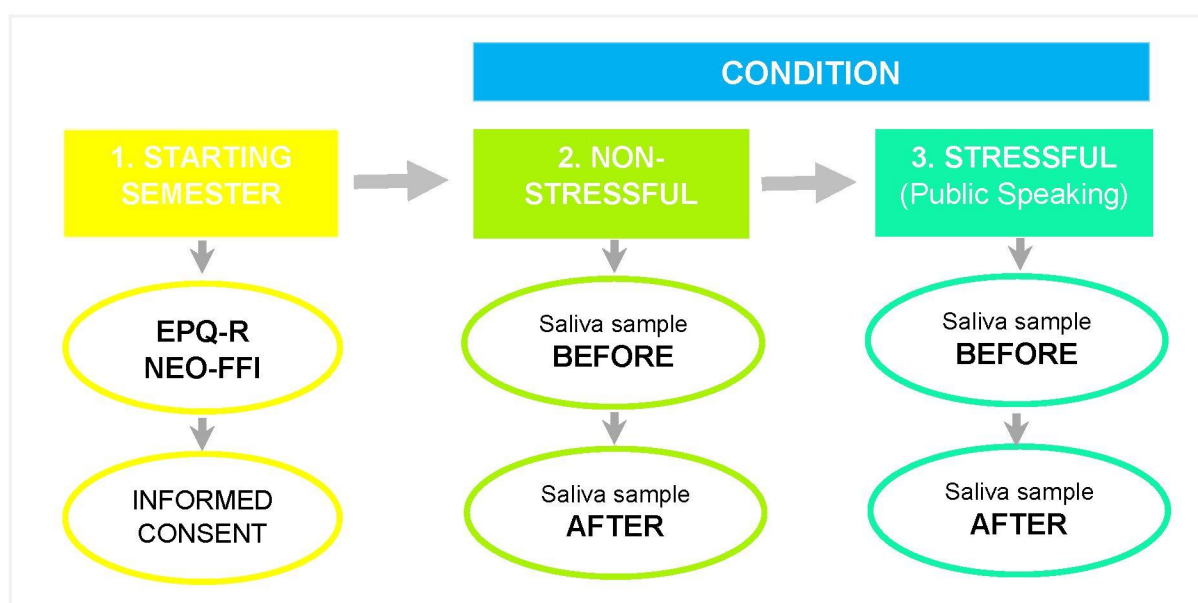 CONDITION
1. STARTING
SEMESTER
2. NON-
STRESSFUL
3. STRESSFUL
(Public Speaking)
EPQ-R
NEO-FFI
Saliva sample
BEFORE
Saliva sample
BEFORE
INFORMED
CONSENT
Saliva sample
AFTER
Saliva sample
AFTER